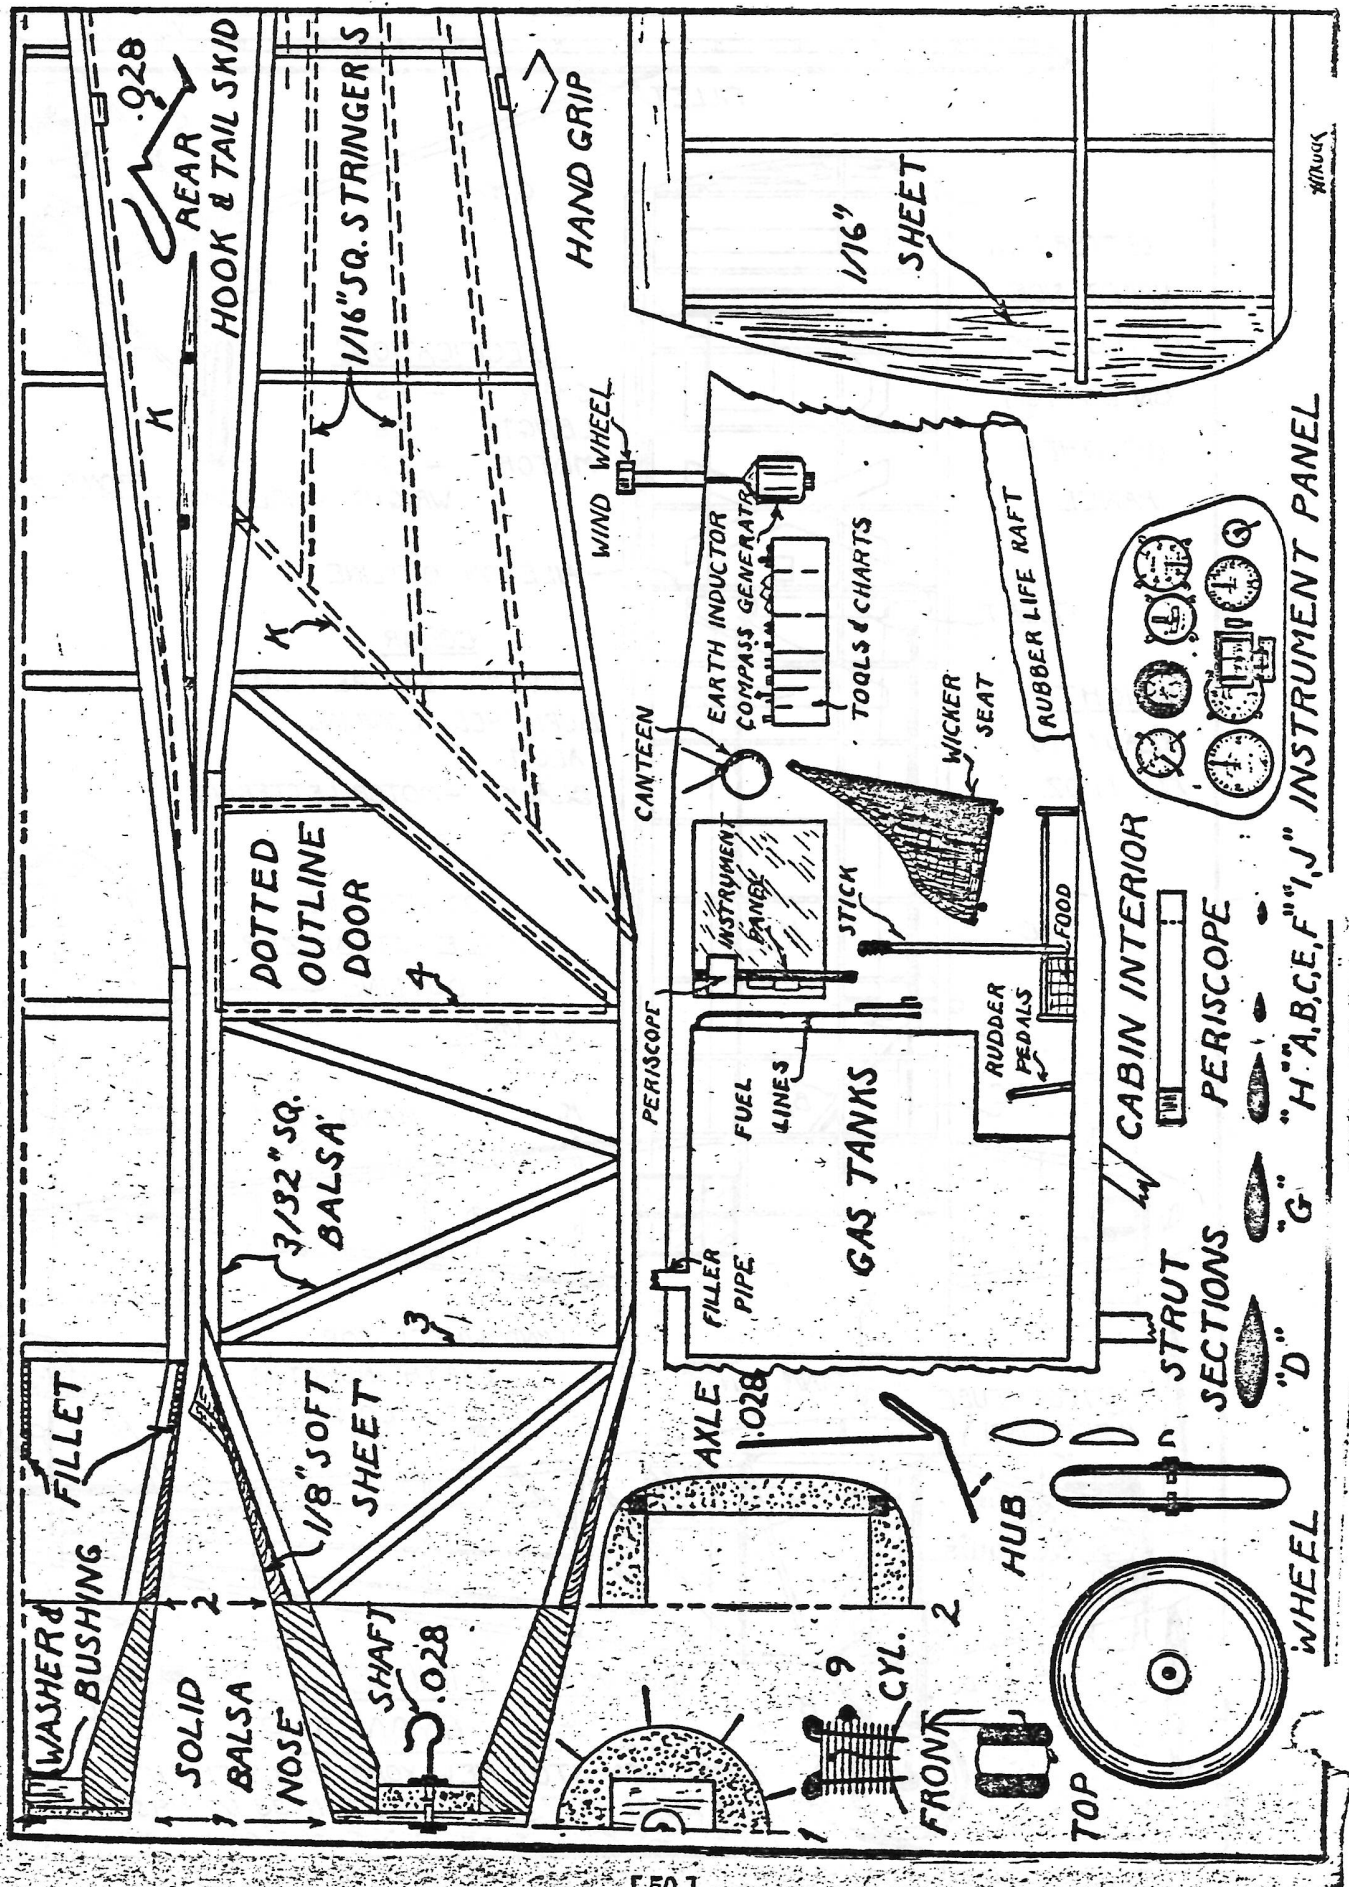 WASHER &
BUSHING
FILLET
SOLID
BALSA
NOSE
1
2
1/8" SOFT
SHEET
3
3/32" SQ.
BALSA
4
DOTTED
OUTLINE
DOOR
K
K
.028
REAR
HOOK & TAIL SKID
1/16" SQ. STRINGERS
HAND GRIP
SHAFT
.028
AXLE
.028
FILLER
PIPE
GAS TANKS
FUEL
LINES
PERISCOPE
RUDDER
PEDALS
INSTRUMENT
PANEL
STICK
FOOD
CANTEEN
WICKER
SEAT
EARTH INDUCTOR
COMPASS GENERATR
TOOLS & CHARTS
WIND WHEEL
RUBBER LIFE RAFT
1/16"
SHEET
CABIN INTERIOR
PERISCOPE
INSTRUMENT PANEL
STRUT
SECTIONS
"D"
"G"
"H"
"A,B,C,E,F"
"I,J"
1
2
9
CYL.
FRONT
TOP
HUB
WHEEL